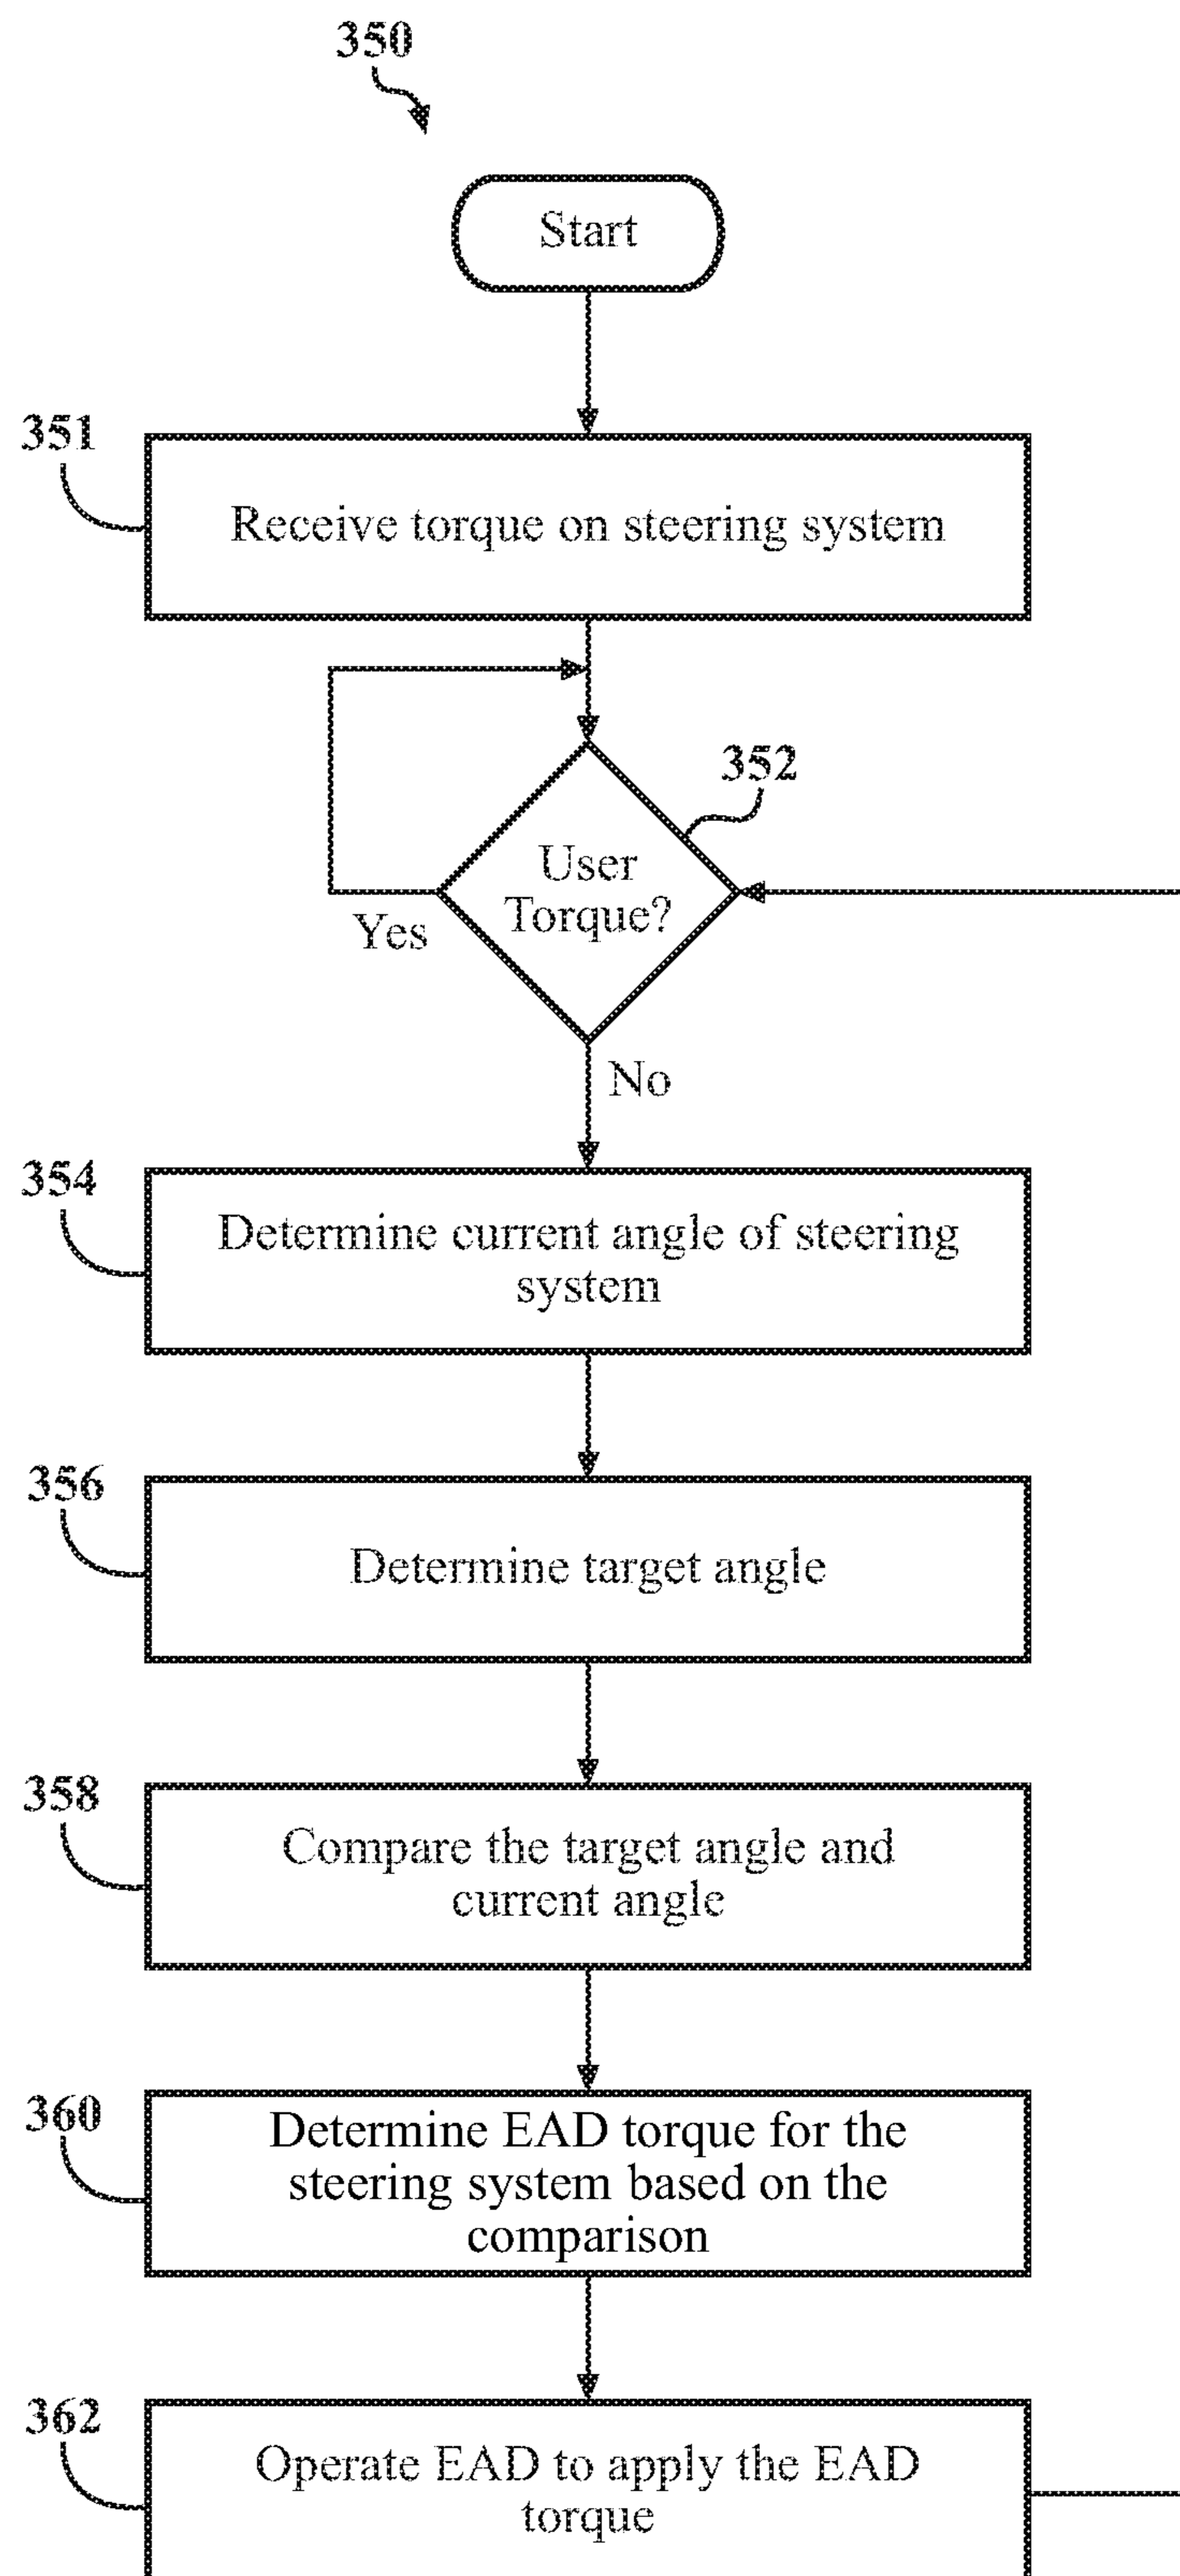 350
Start
351
Receive torque on steering system
352
User
Torque?
Yes
No
354
Determine current angle of steering
system
356
Determine target angle
358
Compare the target angle and
current angle
360
Determine EAD torque for the
steering system based on the
comparison
362
Operate EAD to apply the EAD
torque